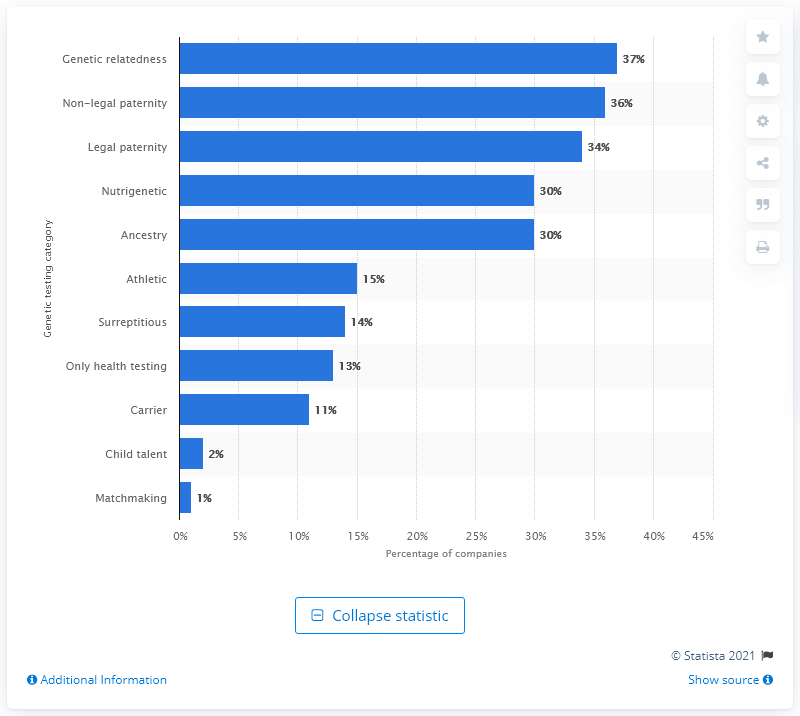 Genetic testing category
Genetic relatedness 37%
Non-legal paternity 36%
Legal paternity 34%
Nutrigenetic 30%
Ancestry 30%
Athletic 15%
Surreptitious 14%
Only health testing 13%
Carrier 11%
Child talent 2%
Matchmaking 1%
0% 5% 10% 15% 20% 25% 30% 35% 40% 45%
Percentage of companies
Collapse statistic
© Statista 2021
Additional Information Show source